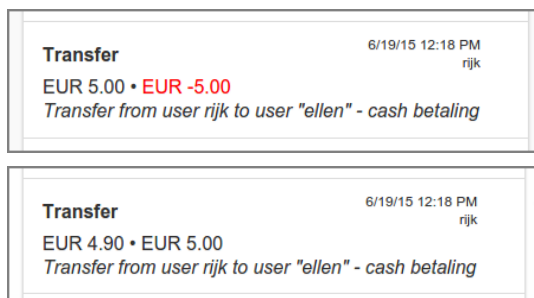 Transfer
6/19/15 12:18 PM
rijk
EUR 5.00 • EUR -5.00
Transfer from user rijk to user "ellen" - cash betaling
Transfer
6/19/15 12:18 PM
rijk
EUR 4.90 • EUR 5.00
Transfer from user rijk to user "ellen" - cash betaling